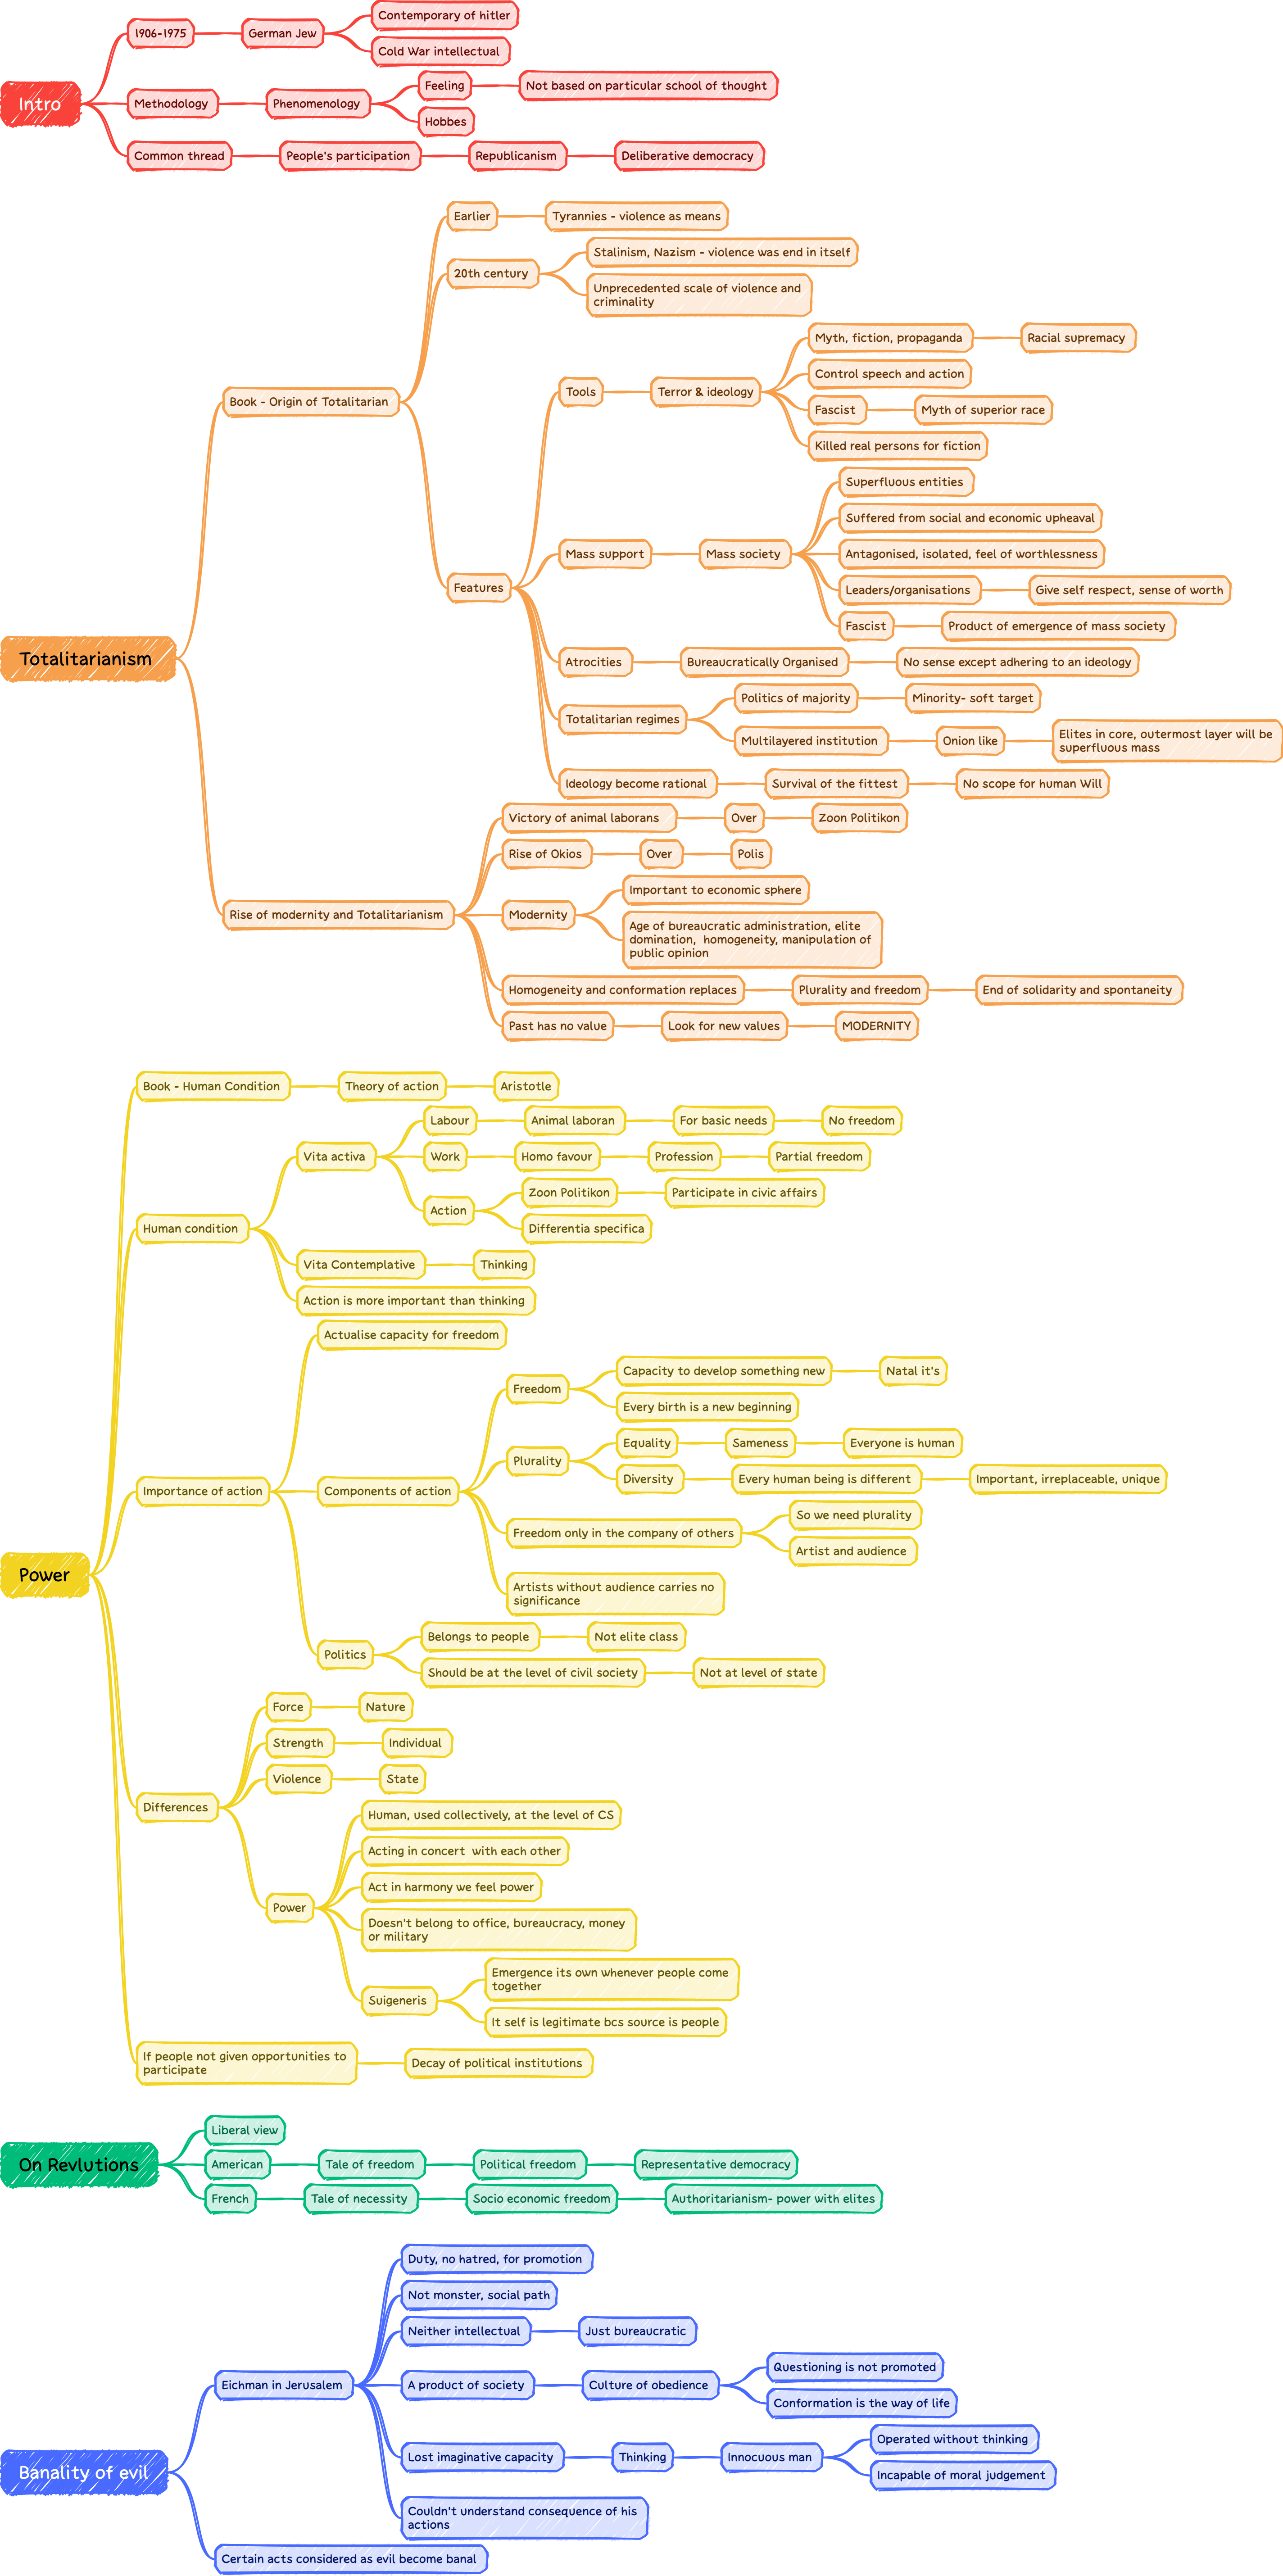 Intro
1906-1975
German Jew
Contemporary of hitler
Cold War intellectual
Methodology
Phenomenology
Feeling
Not based on particular school of thought
Hobbes
Common thread
People's participation
Republicanism
Deliberative democracy
Totalitarianism
Book - Origin of Totalitarian
Earlier
Tyrannies - violence as means
20th century
Stalinism, Nazism - violence was end in itself
Unprecedented scale of violence and
criminality
Features
Tools
Terror & ideology
Myth, fiction, propaganda
Racial supremacy
Control speech and action
Fascist
Myth of superior race
Killed real persons for fiction
Mass support
Mass society
Superfluous entities
Suffered from social and economic upheaval
Antagonised, isolated, feel of worthlessness
Leaders/organisations
Give self respect, sense of worth
Fascist
Product of emergence of mass society
Atrocities
Bureaucratically Organised
No sense except adhering to an ideology
Totalitarian regimes
Politics of majority
Minority- soft target
Multilayered institution
Onion like
Elites in core, outermost layer will be
superfluous mass
Ideology become rational
Survival of the fittest
No scope for human Will
Rise of modernity and Totalitarianism
Victory of animal laborans
Over
Zoon Politikon
Rise of Okios
Over
Polis
Modernity
Important to economic sphere
Age of bureaucratic administration, elite
domination, homogeneity, manipulation of
public opinion
Homogeneity and conformation replaces
Plurality and freedom
End of solidarity and spontaneity
Past has no value
Look for new values
MODERNITY
Power
Book - Human Condition
Theory of action
Aristotle
Human condition
Vita activa
Labour
Animal laboran
For basic needs
No freedom
Work
Homo favour
Profession
Partial freedom
Action
Zoon Politikon
Participate in civic affairs
Differentia specifica
Vita Contemplative
Thinking
Action is more important than thinking
Importance of action
Actualise capacity for freedom
Components of action
Freedom
Capacity to develop something new
Natal it's
Every birth is a new beginning
Plurality
Equality
Sameness
Everyone is human
Diversity
Every human being is different
Important, irreplaceable, unique
Freedom only in the company of others
So we need plurality
Artist and audience
Artists without audience carries no
significance
Politics
Belongs to people
Not elite class
Should be at the level of civil society
Not at level of state
Differences
Force
Nature
Strength
Individual
Violence
State
Power
Human, used collectively, at the level of CS
Acting in concert with each other
Act in harmony we feel power
Doesn't belong to office, bureaucracy, money
or military
Suigeneris
Emergence its own whenever people come
together
It self is legitimate bcs source is people
If people not given opportunities to
participate
Decay of political institutions
On Revlutions
Liberal view
American
Tale of freedom
Political freedom
Representative democracy
French
Tale of necessity
Socio economic freedom
Authoritarianism- power with elites
Banality of evil
Eichman in Jerusalem
Duty, no hatred, for promotion
Not monster, social path
Neither intellectual
Just bureaucratic
A product of society
Culture of obedience
Questioning is not promoted
Conformation is the way of life
Lost imaginative capacity
Thinking
Innocuous man
Operated without thinking
Incapable of moral judgement
Couldn't understand consequence of his
actions
Certain acts considered as evil become banal